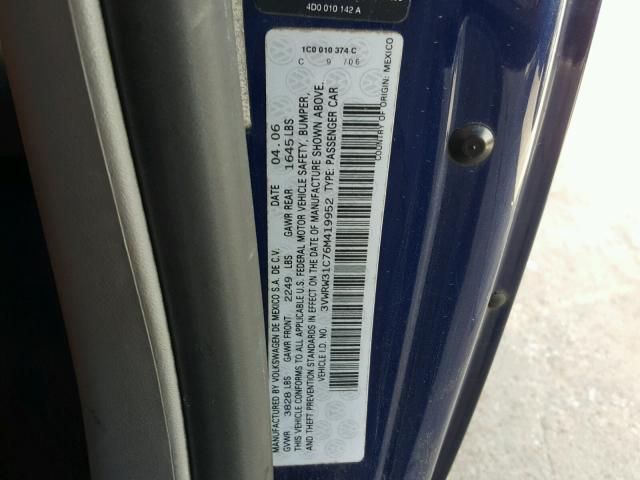 4D0 010 142 A
1C0 010 374 C
C 9 /06
MANUFACTURED BY VOLKSWAGEN DE MEXICO S.A. DE C.V. DATE 04.06
GVWR 3828 LBS GAWR FRONT 2249 LBS GAWR REAR 1645 LBS
THIS VEHICLE CONFORMS TO ALL APPLICABLE U.S. FEDERAL MOTOR VEHICLE SAFETY, BUMPER,
AND THEFT PREVENTION STANDARDS IN EFFECT ON THE DATE OF MANUFACTURE SHOWN ABOVE.
VEHICLE I.D. NO. 3VWRW31C76M419952 TYPE: PASSENGER CAR
COUNTRY OF ORIGIN: MEXICO